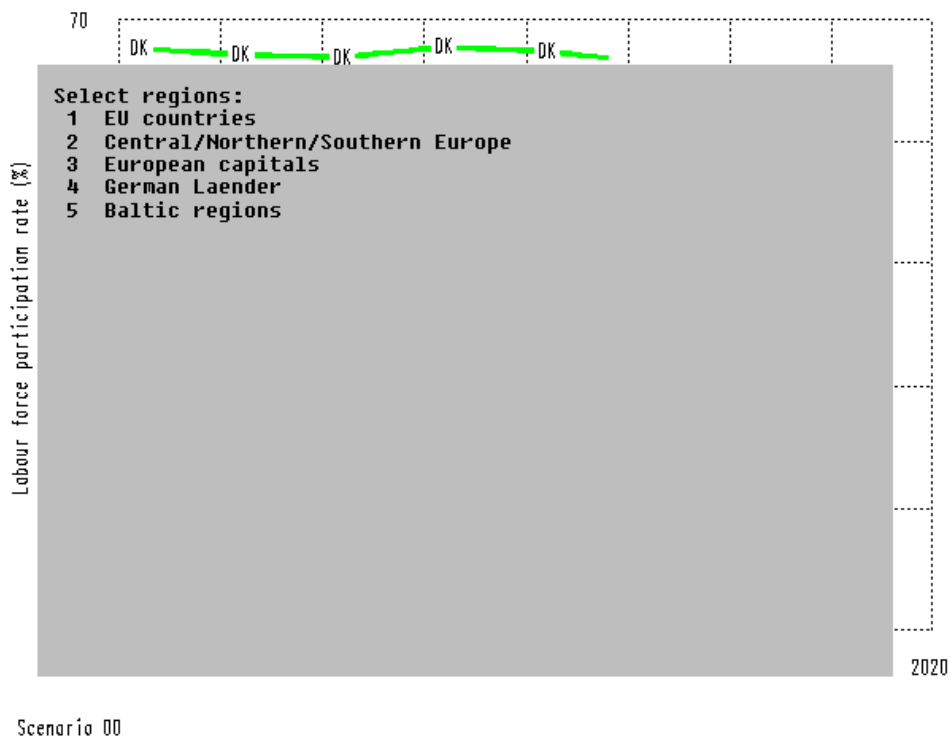 70
DK DK DK DK DK
Select regions:
1 EU countries
2 Central/Northern/Southern Europe
3 European capitals
4 German Laender
5 Baltic regions
Labour force participation rate (%)
2020
Scenario 00